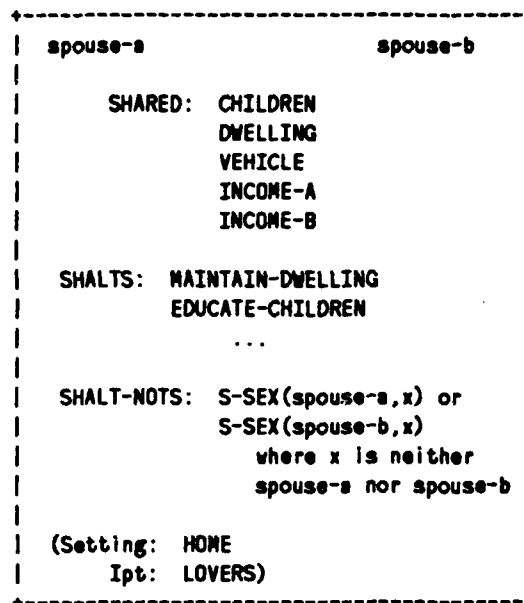 spouse-a spouse-b
SHARED: CHILDREN
DWELLING
VEHICLE
INCOME-A
INCOME-B
SHALTS: MAINTAIN-DWELLING
EDUCATE-CHILDREN
...
SHALT-NOTS: S-SEX(spouse-a,x) or
S-SEX(spouse-b,x)
where x is neither
spouse-a nor spouse-b
(Setting: HOME
Ipt: LOVERS)